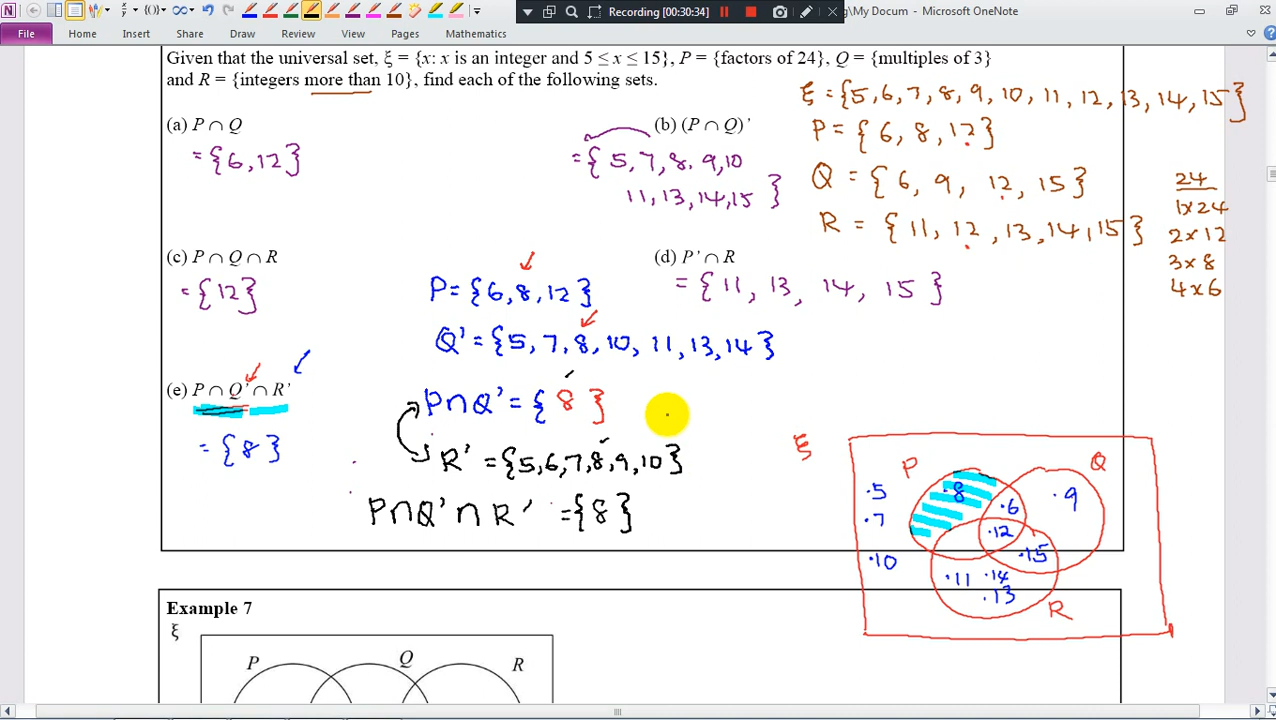 Recording [00:30:34]
g\My Docum - Microsoft OneNote
File Home Insert Share Draw Review Pages Mathematics
Given that the universal set, ξ = {x: x is an integer and 5 ≤ x ≤ 15}, P = {factors of 24}, Q = {multiples of 3}
and R = {integers more than 10}, find each of the following sets.
ξ = {5, 6, 7, 8, 9, 10, 11, 12, 13, 14, 15}
P = {6, 8, 12}
Q = {6, 9, 12, 15}
R = {11, 12, 13, 14, 15}
24
1×24
2×12
3×8
4×6
(a) P ∩ Q
= {6, 12}
(b) (P ∩ Q)’
= {5, 7, 8, 9, 10
11, 13, 14, 15}
(c) P ∩ Q ∩ R
= {12}
(d) P’ ∩ R
= {11, 13, 14, 15}
P = {6, 8, 12}
Q' = {5, 7, 8, 10, 11, 13, 14}
(e) P ∩ Q’ ∩ R’
= {8}
P∩Q' = {8}
R' = {5, 6, 7, 8, 9, 10}
P∩Q'∩R' = {8}
ξ
P Q
.5 .8 .6 .9
.7 .12
.10 .15
.11 .14
.13
R
Example 7
ξ
P Q R